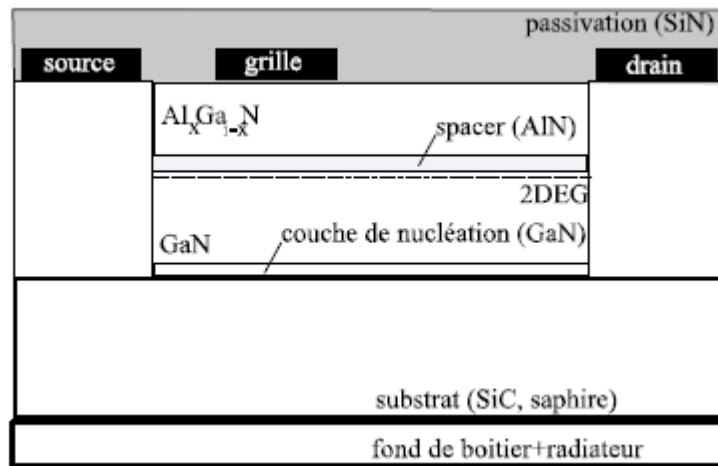 passivation (SiN)
source
grille
drain
AlxGa1-xN
spacer (AlN)
2DEG
couche de nucléation (GaN)
GaN
substrat (SiC, saphire)
fond de boitier+radiateur